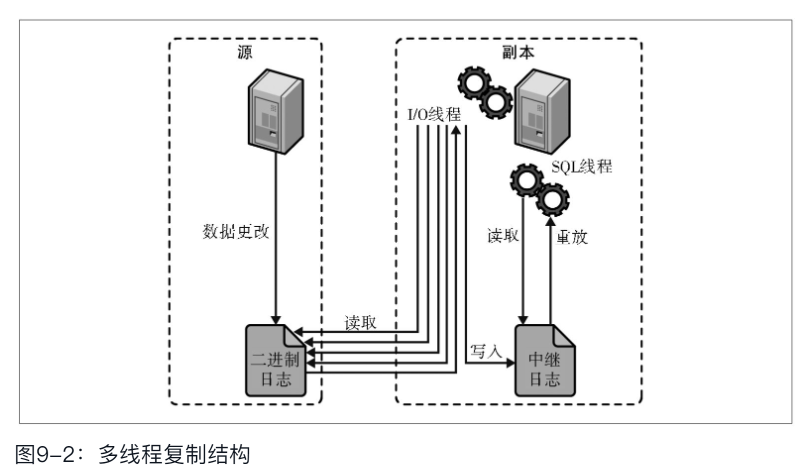 源
副本
I/O线程
SQL线程
数据更改
读取
重放
读取
写入
二进制
日志
中继
日志
图9-2：多线程复制结构